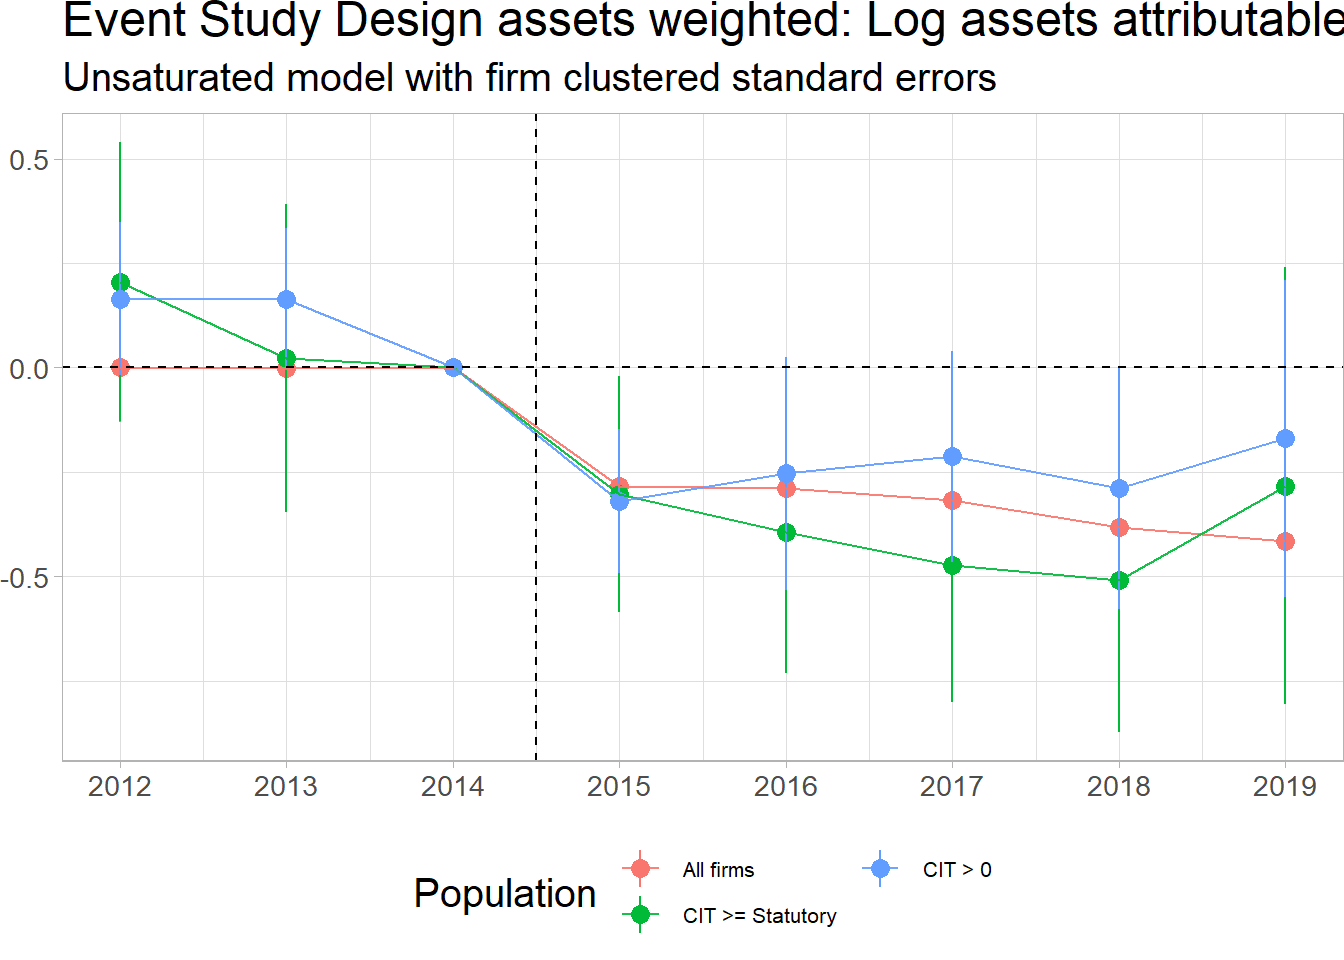 Event Study Design assets weighted: Log assets attributable
Unsaturated model with firm clustered standard errors
0.5
0.0
-0.5
2012 2013 2014 2015 2016 2017 2018 2019
Population
All firms
CIT > 0
CIT >= Statutory